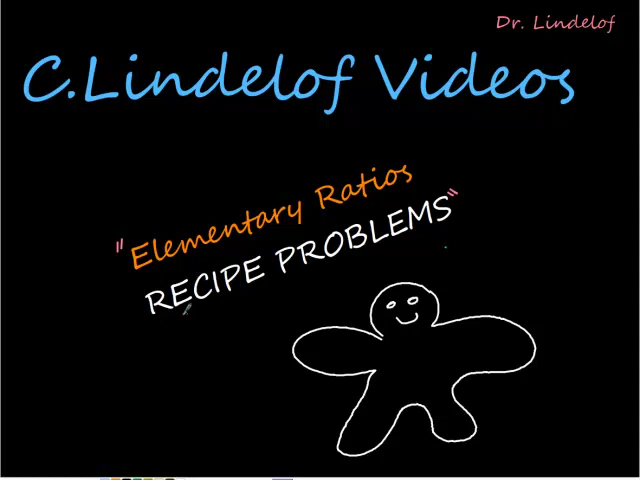 Dr. Lindelof
C.Lindelof Videos
"Elementary Ratios
RECIPE PROBLEMS"